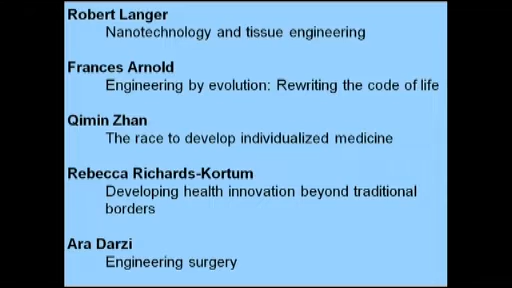 Robert Langer
Nanotechnology and tissue engineering
Frances Arnold
Engineering by evolution: Rewriting the code of life
Qimin Zhan
The race to develop individualized medicine
Rebecca Richards-Kortum
Developing health innovation beyond traditional
borders
Ara Darzi
Engineering surgery